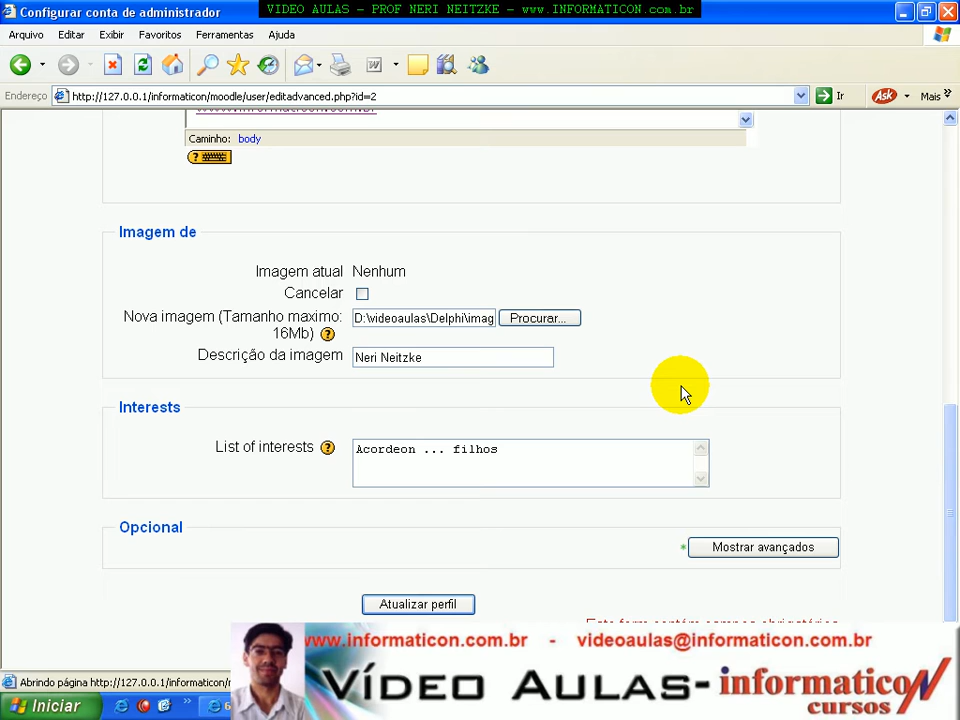 Configurar conta de administrador
VIDEO AULAS – PROF NERI NEITZKE – www.INFORMATICON.com.br
Arquivo Editar Exibir Favoritos Ferramentas Ajuda
Endereço http://127.0.0.1/informaticon/moodle/user/editadvanced.php?id=2 Ir Ask Mais
Caminho: body
Imagem de
Imagem atual Nenhum
Cancelar
Nova imagem (Tamanho maximo: D:\videoaulas\Delphi\imag Procurar...
16Mb)
Descrição da imagem Neri Neitzke
Interests
List of interests Acordeon ... filhos
Opcional
* Mostrar avançados
Atualizar perfil
www.informaticon.com.br - videoaulas@informaticon.com.br
Abrindo página http://127.0.0.1/informaticon/
VÍDEO AULAS- informaticon
cursos
Iniciar